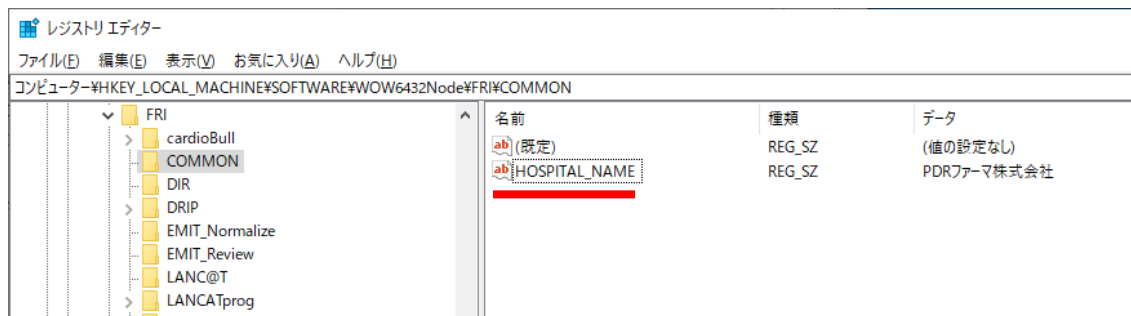 レジストリ エディター
ファイル(F) 編集(E) 表示(V) お気に入り(A) ヘルプ(H)
コンピューター¥HKEY_LOCAL_MACHINE¥SOFTWARE¥WOW6432Node¥FRI¥COMMON
FRI
cardioBull
COMMON
DIR
DRIP
EMIT_Normalize
EMIT_Review
LANC@T
LANCATprog
名前 種類 データ
ab (既定) REG_SZ (値の設定なし)
ab HOSPITAL_NAME REG_SZ PDRファーマ株式会社